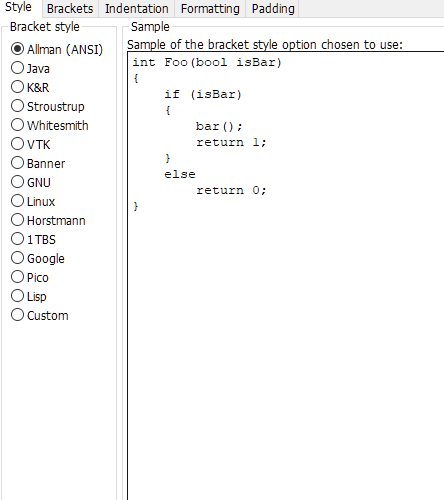 Style Brackets Indentation Formatting Padding
Bracket style
Allman (ANSI)
Java
K&R
Stroustrup
Whitesmith
VTK
Banner
GNU
Linux
Horstmann
1TBS
Google
Pico
Lisp
Custom
Sample
Sample of the bracket style option chosen to use:
int Foo(bool isBar)
{
    if (isBar)
    {
        bar();
        return 1;
    }
    else
        return 0;
}